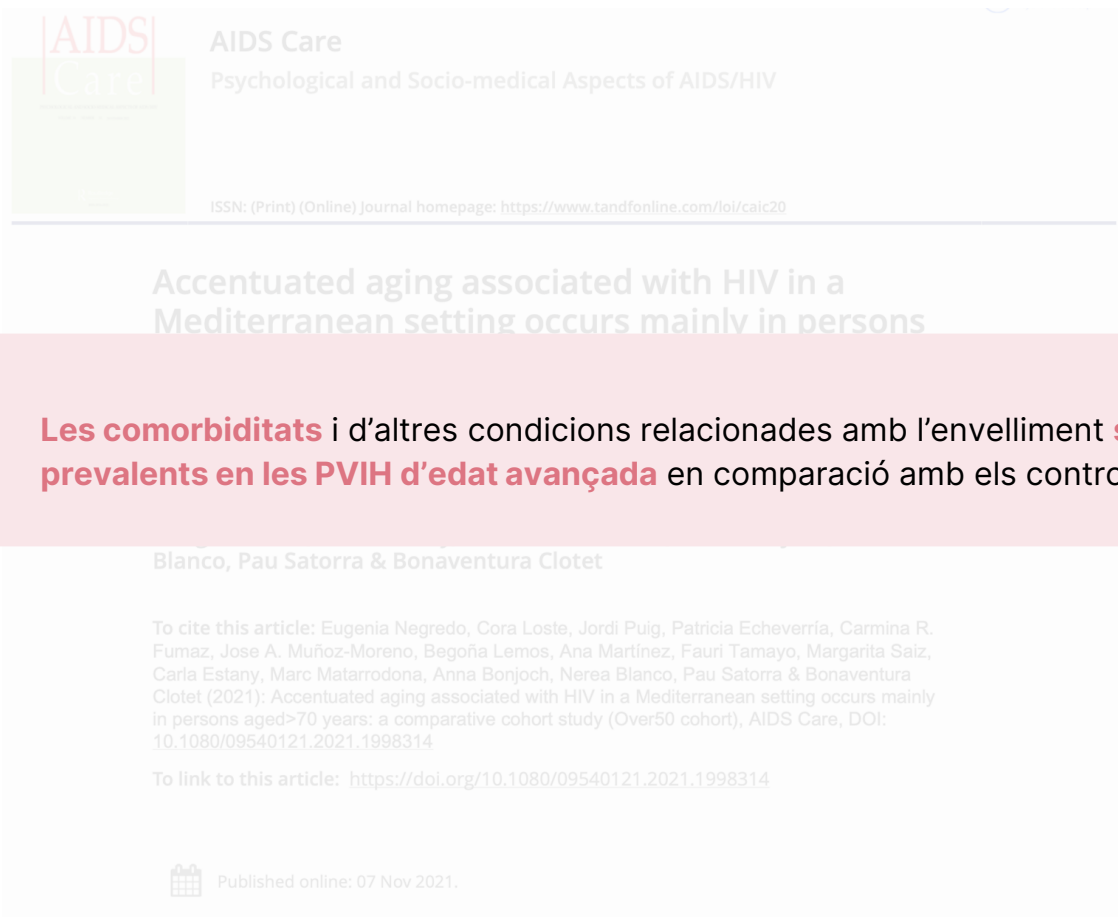 |AIDS|
Care
AIDS Care
Psychological and Socio-medical Aspects of AIDS/HIV
ISSN: (Print) (Online) Journal homepage: https://www.tandfonline.com/loi/caic20
Accentuated aging associated with HIV in a
Mediterranean setting occurs mainly in persons
Les comorbiditats i d’altres condicions relacionades amb l’envelliment
prevalents en les PVIH d’edat avançada en comparació amb els contro
Blanco, Pau Satorra & Bonaventura Clotet
To cite this article: Eugenia Negredo, Cora Loste, Jordi Puig, Patricia Echeverría, Carmina R.
Fumaz, Jose A. Muñoz-Moreno, Begoña Lemos, Ana Martínez, Fauri Tamayo, Margarita Saiz,
Carla Estany, Marc Matarrodona, Anna Bonjoch, Nerea Blanco, Pau Satorra & Bonaventura
Clotet (2021): Accentuated aging associated with HIV in a Mediterranean setting occurs mainly
in persons aged>70 years: a comparative cohort study (Over50 cohort), AIDS Care, DOI:
10.1080/09540121.2021.1998314
To link to this article: https://doi.org/10.1080/09540121.2021.1998314
Published online: 07 Nov 2021.